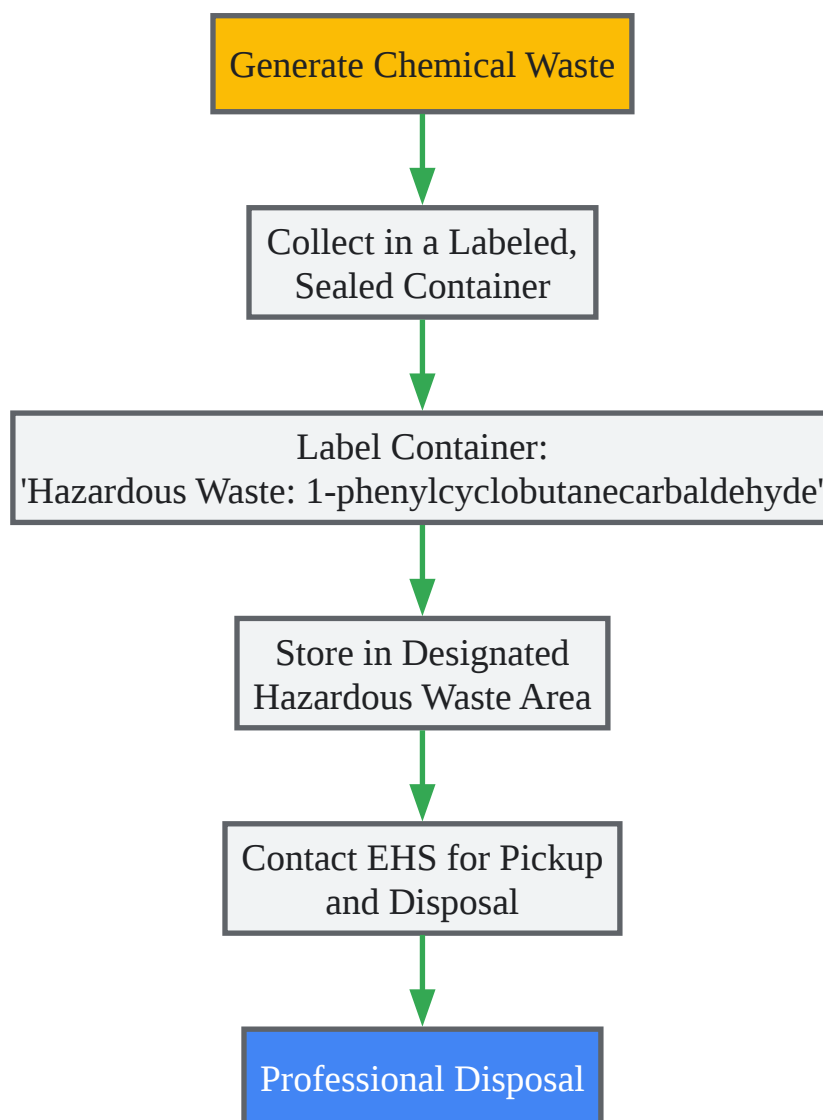 Generate Chemical Waste
Collect in a Labeled,
Sealed Container
Label Container:
'Hazardous Waste: 1-phenylcyclobutanecarbaldehyde'
Store in Designated
Hazardous Waste Area
Contact EHS for Pickup
and Disposal
Professional Disposal